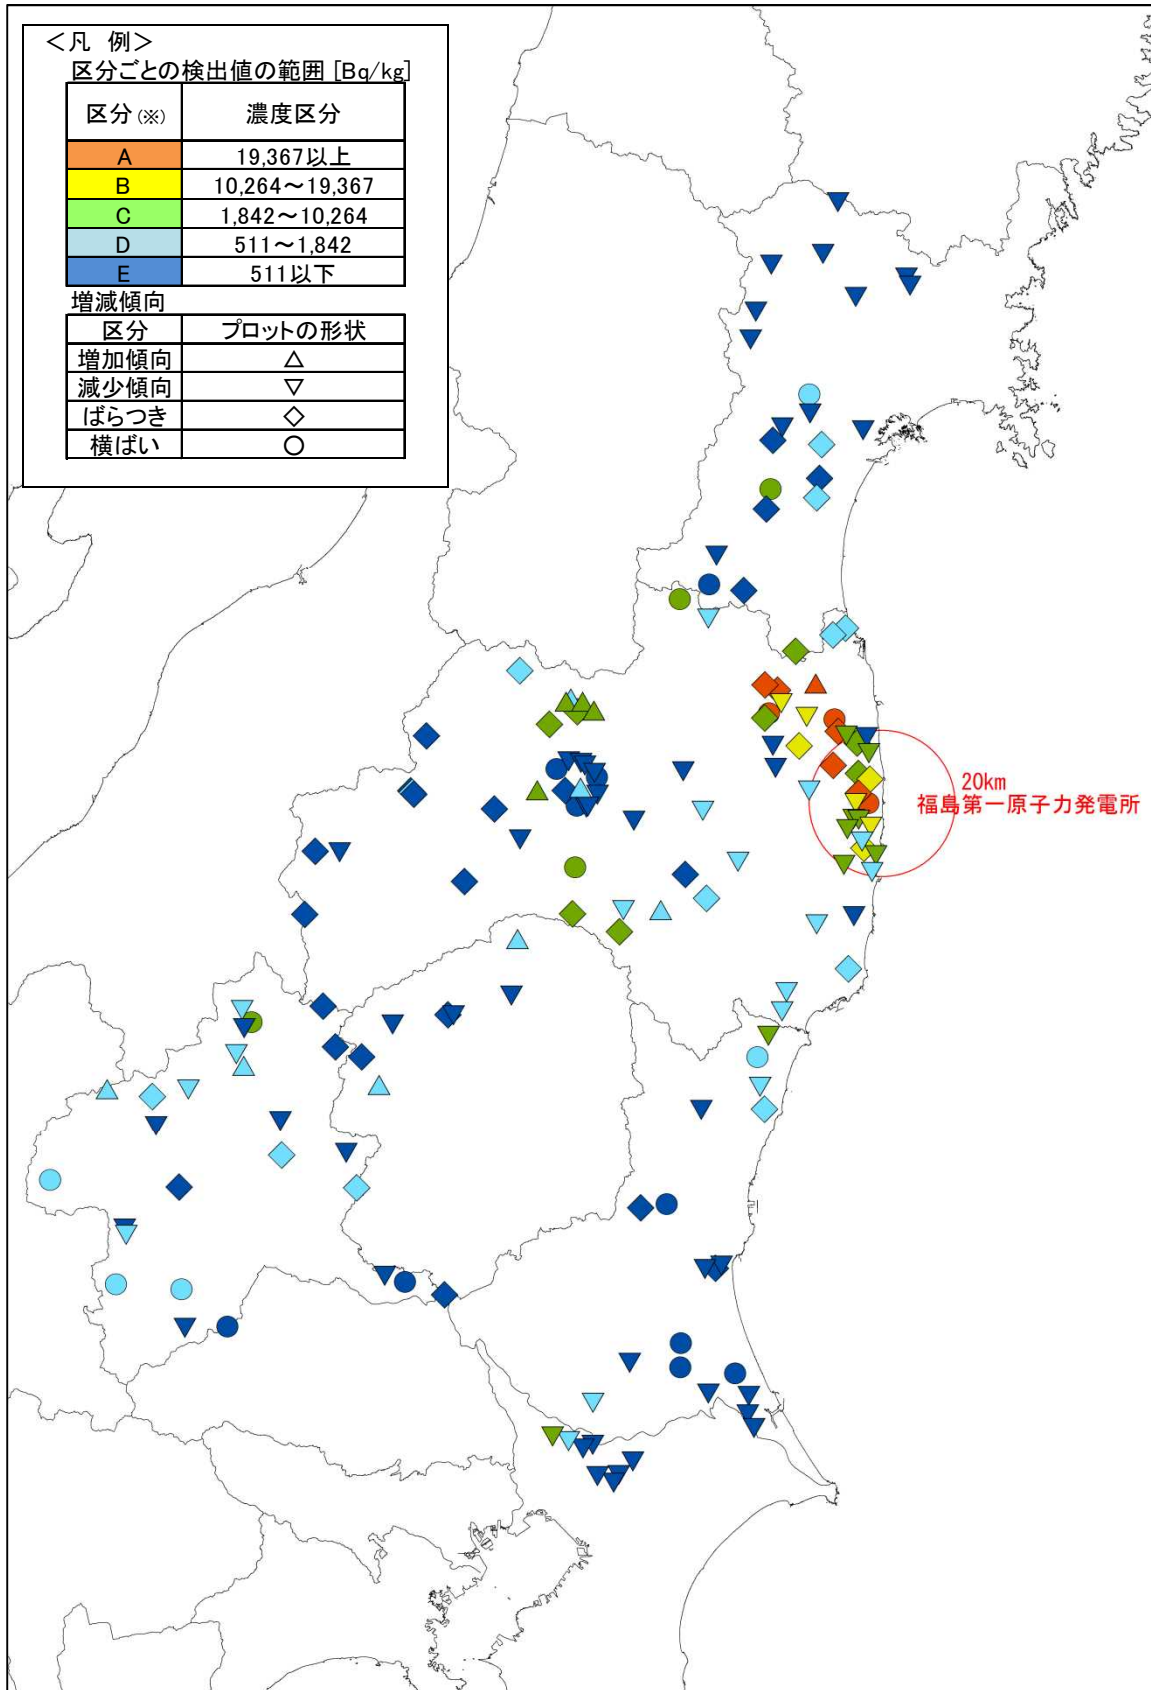 ＜凡 例＞
区分ごとの検出値の範囲 [Bq/kg]
区分(※) 濃度区分
A 19,367以上
B 10,264～19,367
C 1,842～10,264
D 511～1,842
E 511以下
増減傾向
区分 プロットの形状
増加傾向 △
減少傾向 ▽
ばらつき ◇
横ばい ○
20km
福島第一原子力発電所